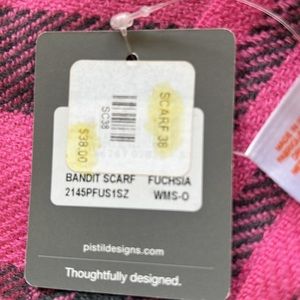 SC38
SCARF 38
$38.00
BANDIT SCARF FUCHSIA
2145PFUS1SZ WMS-O
pistildesigns.com
Thoughtfully designed.